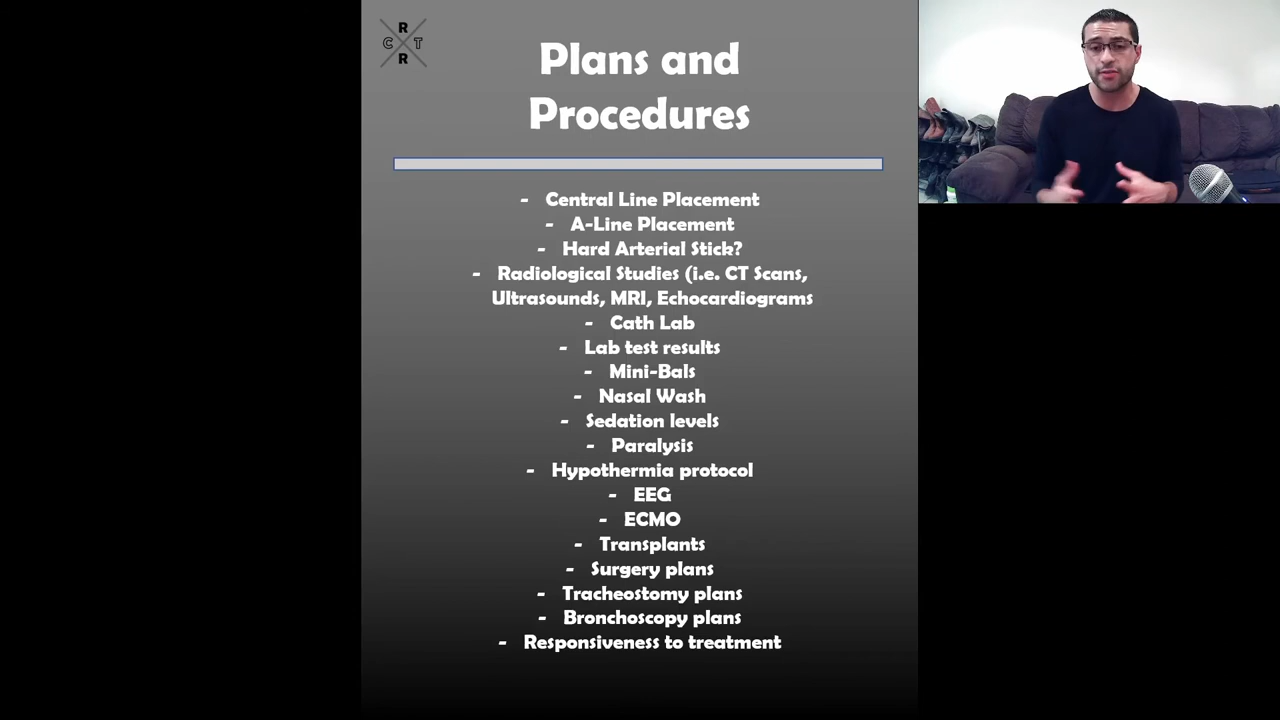 R
C T
R
Plans and
Procedures
- Central Line Placement
- A-Line Placement
- Hard Arterial Stick?
- Radiological Studies (i.e. CT Scans,
Ultrasounds, MRI, Echocardiograms
- Cath Lab
- Lab test results
- Mini-Bals
- Nasal Wash
- Sedation levels
- Paralysis
- Hypothermia protocol
- EEG
- ECMO
- Transplants
- Surgery plans
- Tracheostomy plans
- Bronchoscopy plans
- Responsiveness to treatment